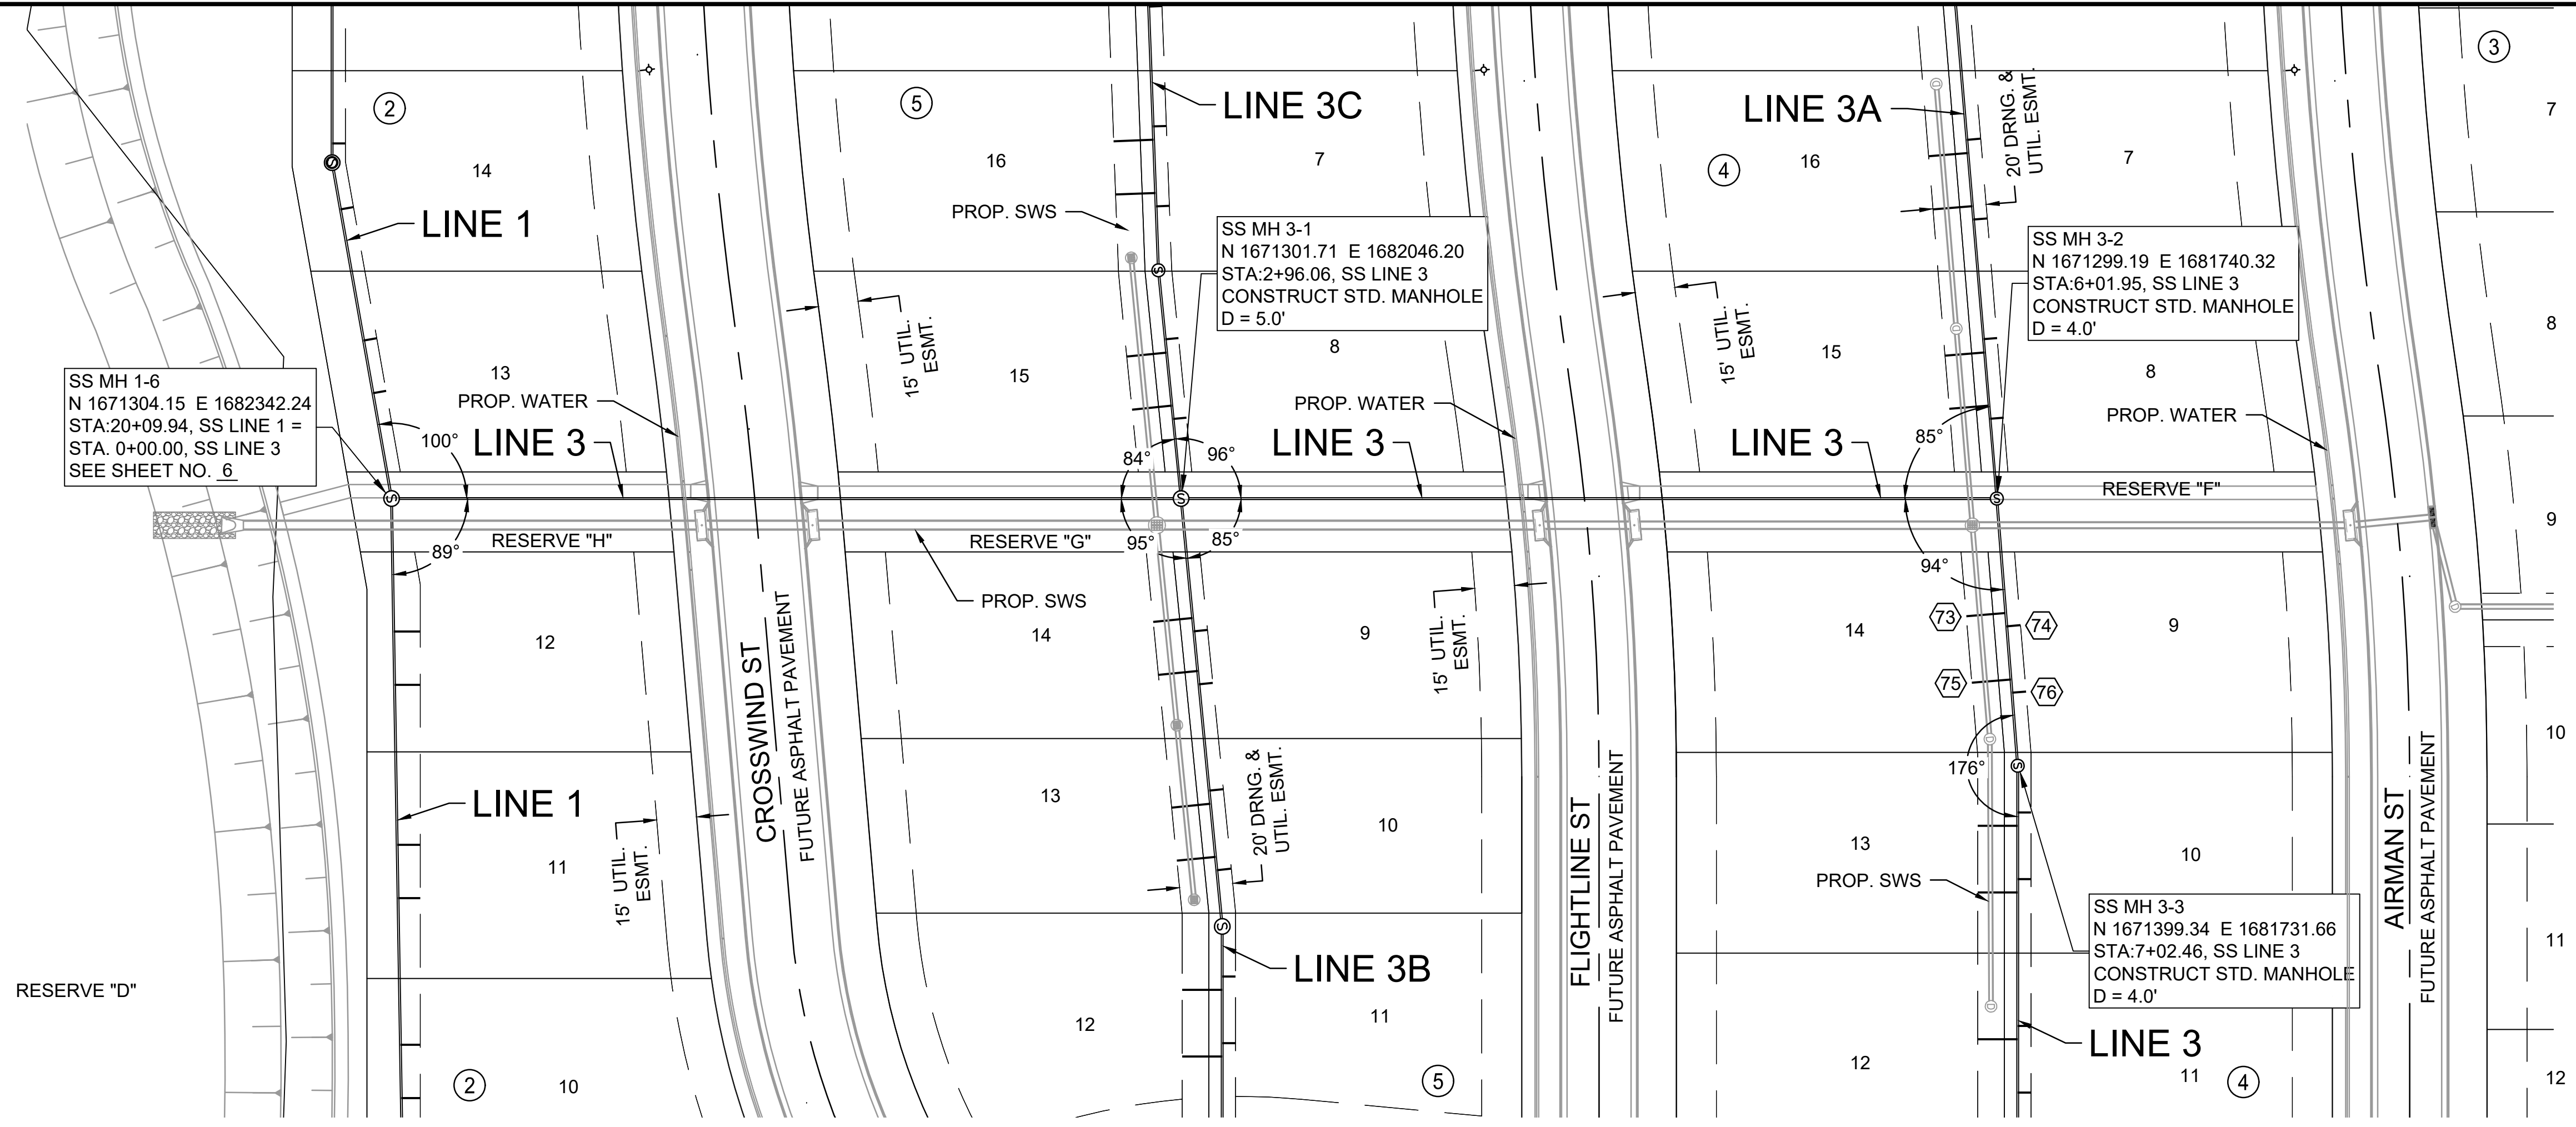 3
2
5
LINE 3C
LINE 3A
20' DRNG. &
UTIL. ESMT.
7
14
16
7
4
16
7
LINE 1
PROP. SWS
SS MH 3-1
N 1671301.71 E 1682046.20
STA:2+96.06, SS LINE 3
CONSTRUCT STD. MANHOLE
D = 5.0'
SS MH 3-2
N 1671299.19 E 1681740.32
STA:6+01.95, SS LINE 3
CONSTRUCT STD. MANHOLE
D = 4.0'
15' UTIL.
ESMT.
15' UTIL.
ESMT.
8
13
15
8
15
8
SS MH 1-6
N 1671304.15 E 1682342.24
STA:20+09.94, SS LINE 1 =
STA. 0+00.00, SS LINE 3
SEE SHEET NO. 6
PROP. WATER
PROP. WATER
PROP. WATER
100°
LINE 3
84°
96°
LINE 3
LINE 3
85°
RESERVE "F"
9
89°
RESERVE "H"
RESERVE "G"
95°
85°
94°
PROP. SWS
12
14
9
15' UTIL.
ESMT.
14
73
74
9
75
76
CROSSWIND ST
FUTURE ASPHALT PAVEMENT
10
176°
LINE 1
13
20' DRNG. &
UTIL. ESMT.
10
11
15' UTIL.
ESMT.
FLIGHTLINE ST
FUTURE ASPHALT PAVEMENT
13
10
PROP. SWS
AIRMAN ST
FUTURE ASPHALT PAVEMENT
SS MH 3-3
N 1671399.34 E 1681731.66
STA:7+02.46, SS LINE 3
CONSTRUCT STD. MANHOLE
D = 4.0'
11
RESERVE "D"
LINE 3B
12
11
LINE 3
12
11
2
10
5
4
12